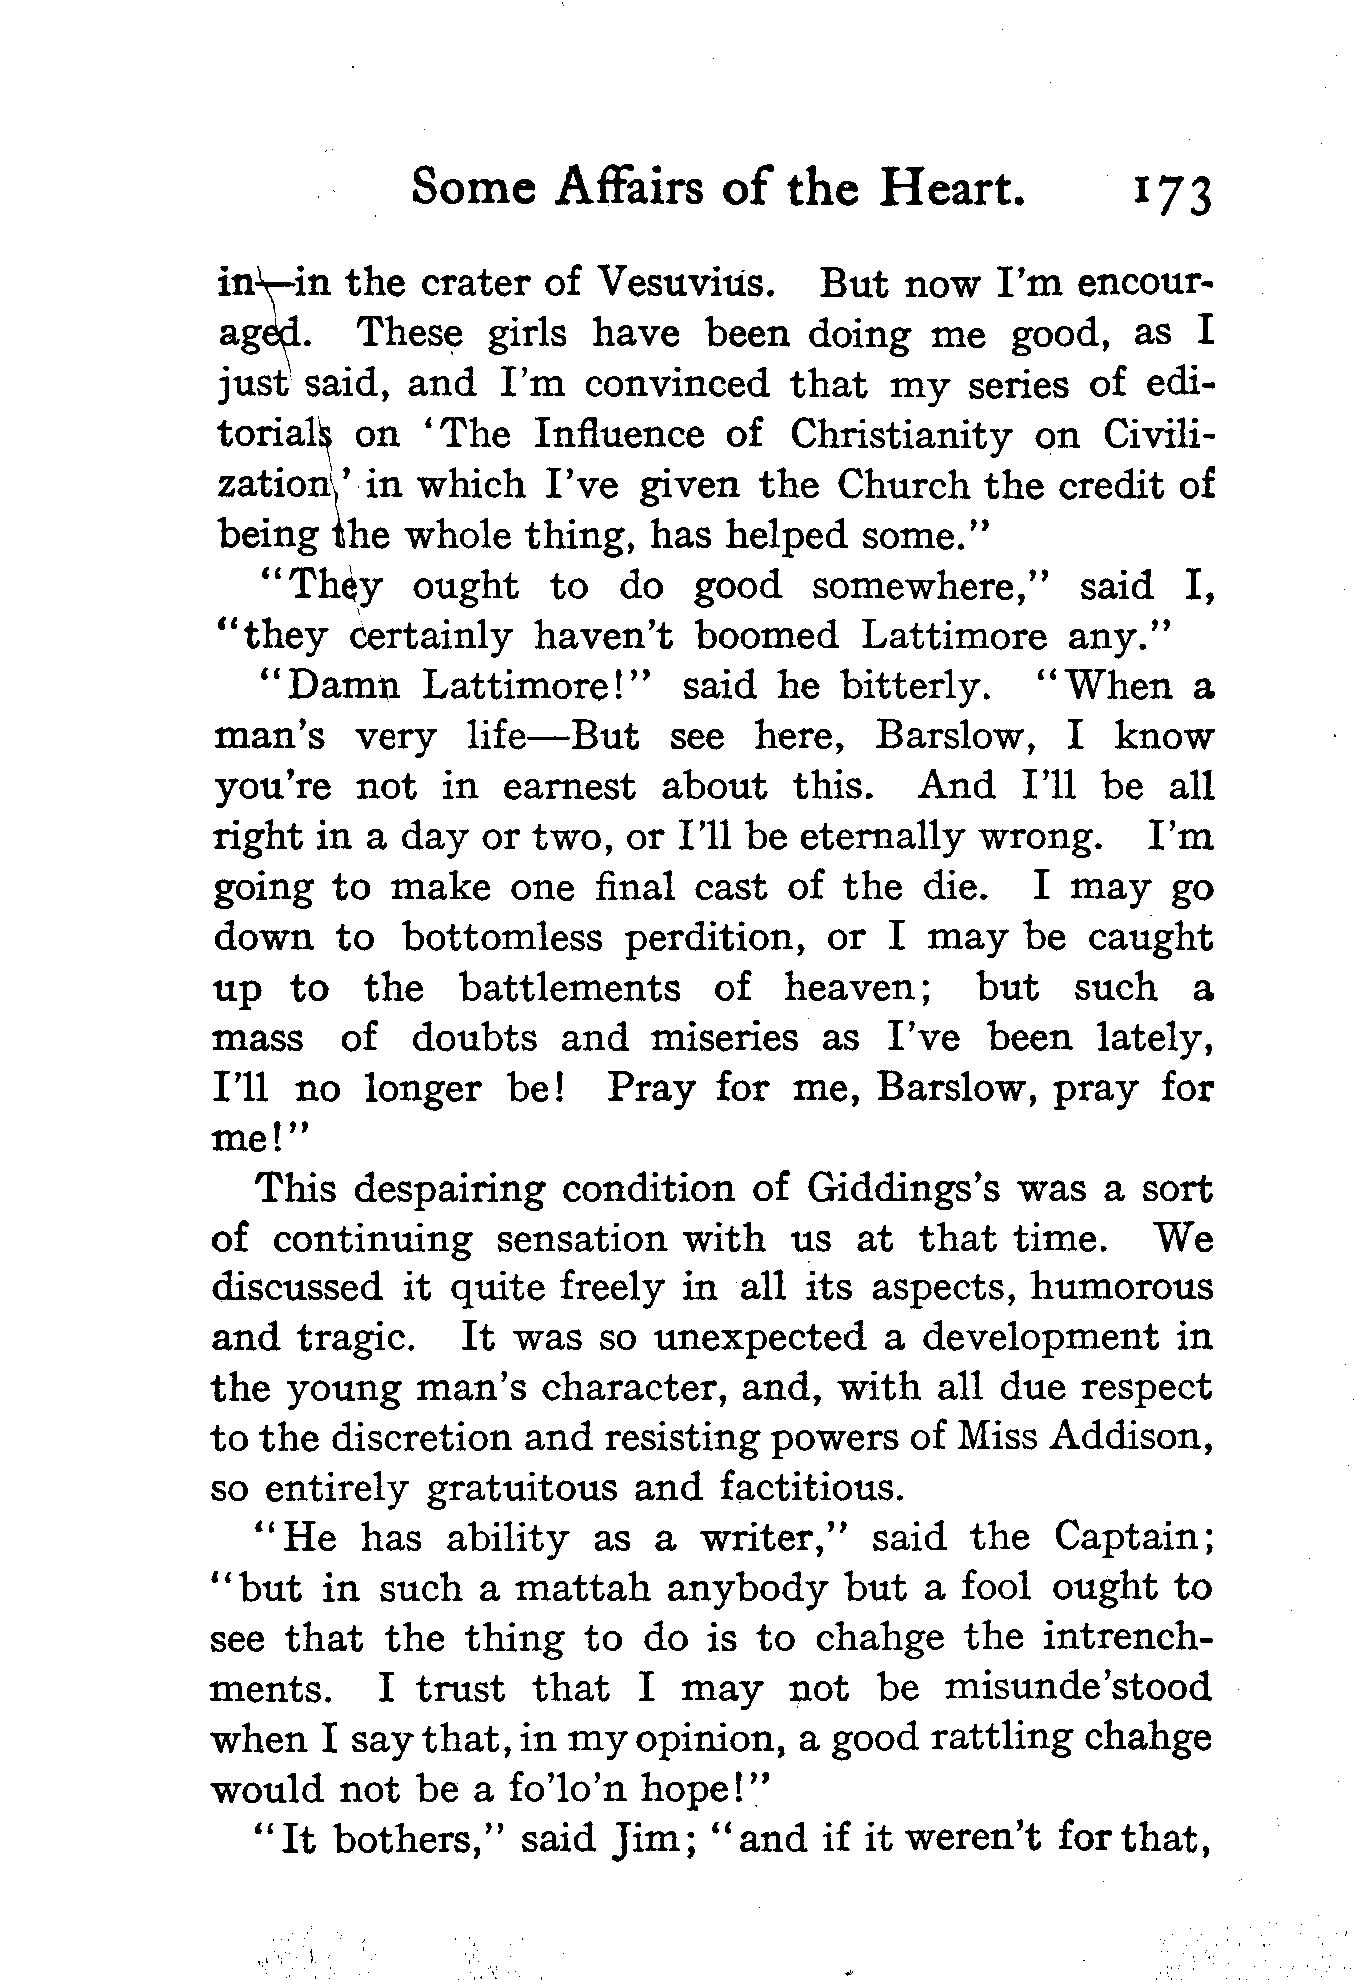 Some Affairs of the Heart. 173
in—in the crater of Vesuvius. But now I'm encour-
aged. These girls have been doing me good, as I
just said, and I'm convinced that my series of edi-
torials on 'The Influence of Christianity on Civili-
zation,' in which I've given the Church the credit of
being the whole thing, has helped some."
"They ought to do good somewhere," said I,
"they certainly haven't boomed Lattimore any."
"Damn Lattimore!" said he bitterly. "When a
man's very life—But see here, Barslow, I know
you're not in earnest about this. And I'll be all
right in a day or two, or I'll be eternally wrong. I'm
going to make one final cast of the die. I may go
down to bottomless perdition, or I may be caught
up to the battlements of heaven; but such a
mass of doubts and miseries as I've been lately,
I'll no longer be! Pray for me, Barslow, pray for
me!"
This despairing condition of Giddings's was a sort
of continuing sensation with us at that time. We
discussed it quite freely in all its aspects, humorous
and tragic. It was so unexpected a development in
the young man's character, and, with all due respect
to the discretion and resisting powers of Miss Addison,
so entirely gratuitous and factitious.
"He has ability as a writer," said the Captain;
"but in such a mattah anybody but a fool ought to
see that the thing to do is to chahge the intrench-
ments. I trust that I may not be misunde'stood
when I say that, in my opinion, a good rattling chahge
would not be a fo'lo'n hope!"
"It bothers," said Jim; "and if it weren't for that,